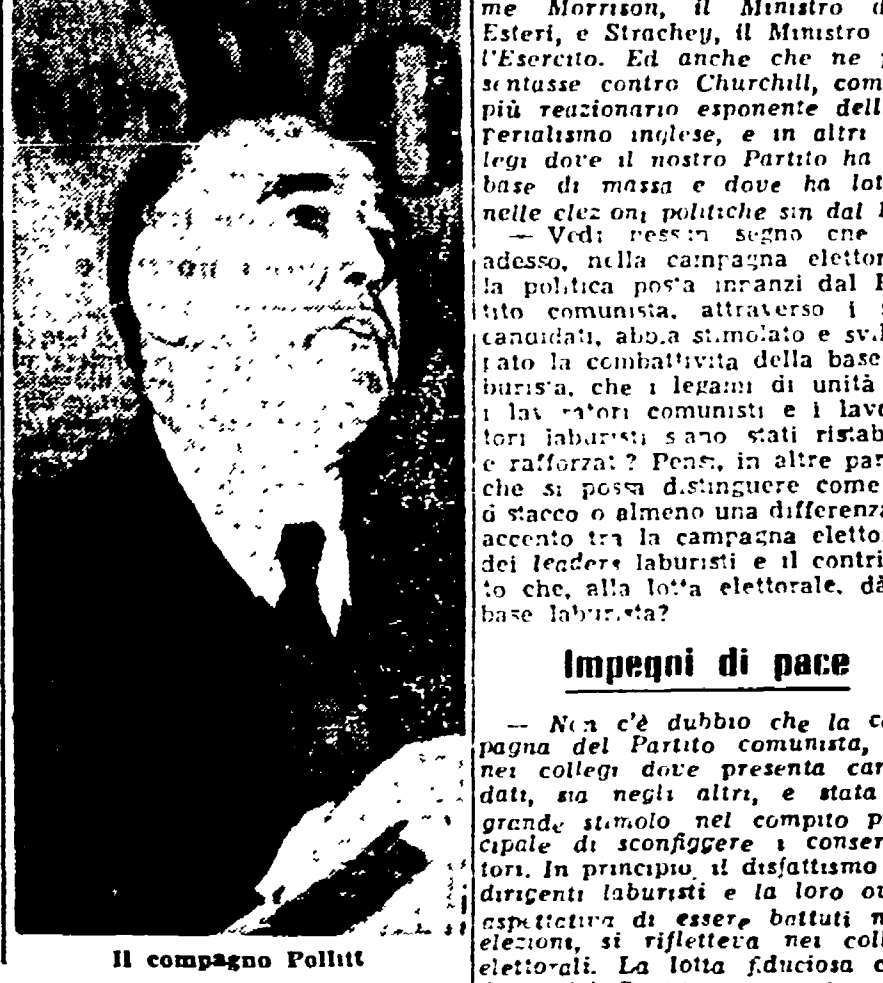 Il compagno Pollitt
me Morrison, il Ministro d
Esteri, e Strachey, il Ministro
l'Esercito. Ed anche che ne
sentasse contro Churchill, com
più reazionario esponente dell
perialismo inglese, e in altri
legi dove il nostro Partito ha
base di massa e dove ha lot
nelle elezioni politiche sin dal
— Vedi nessun segno che
adesso, nella campagna elettor
la politica posta innanzi dal
tito comunista, attraverso i
candidati, abbia stimolato e svil
pato la combattività della base
burista, che i legami di unità
i lavoratori comunisti e i lavo
tori laburisti siano stati ristab
e rafforzati? Pensi, in altre par
che si possa distinguere come
distacco o almeno una differenza
accento tra la campagna eletto
dei leaders laburisti e il contri
to che, alla lotta elettorale, dà
base laburista?
Impegni di pace
— Non c'è dubbio che la c
pagna del Partito comunista,
nei collegi dove presenta can
dati, sia negli altri, è stata
grande stimolo nel compito p
cipale di sconfiggere i conser
tori. In principio il disfattismo
dirigenti laburisti e la loro
aspettativa di essere battuti n
elezioni, si rifletteva nei coll
elettorali. La lotta fiduciosa c